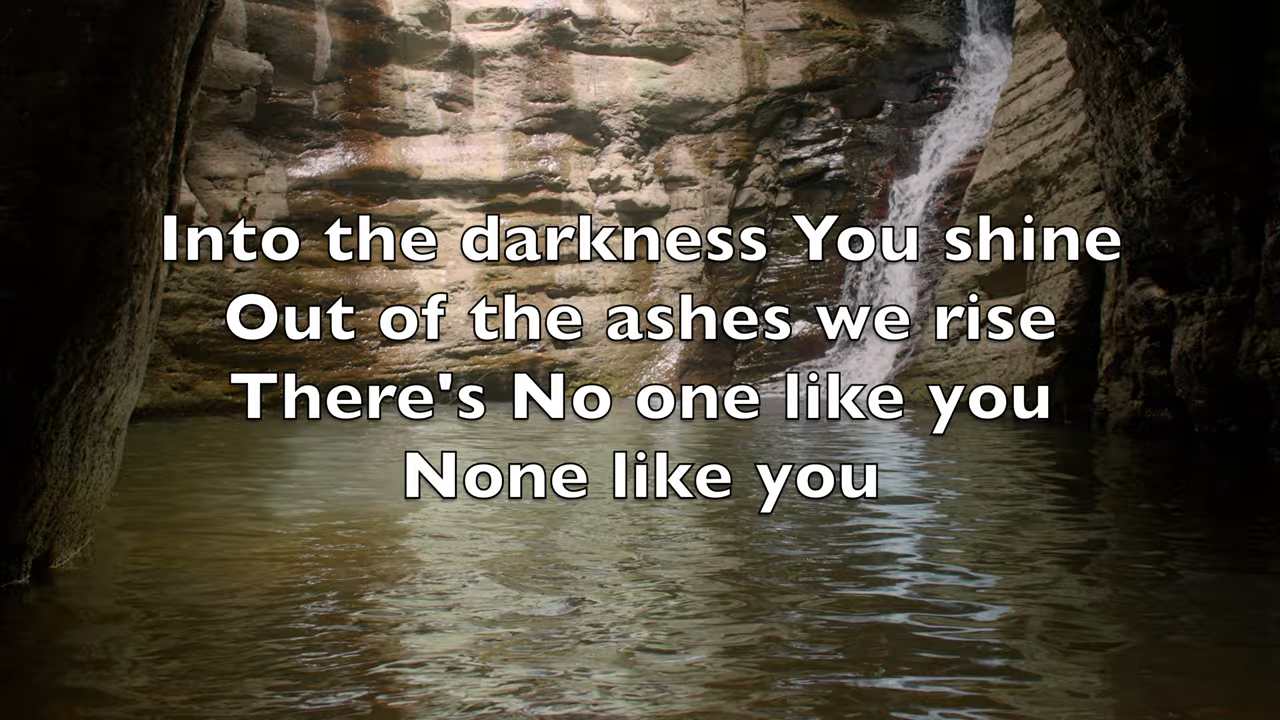 Into the darkness You shine
Out of the ashes we rise
There's No one like you
None like you